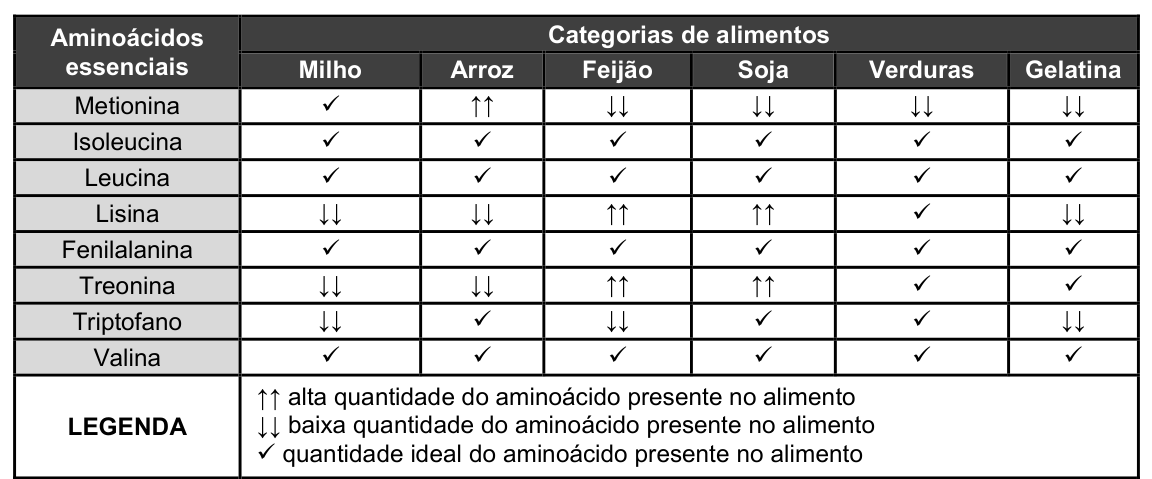 Aminoácidos essenciais Categorias de alimentos
Milho Arroz Feijão Soja Verduras Gelatina
Metionina ✓ ↑↑ ↓↓ ↓↓ ↓↓ ↓↓
Isoleucina ✓ ✓ ✓ ✓ ✓ ✓
Leucina ✓ ✓ ✓ ✓ ✓ ✓
Lisina ↓↓ ↓↓ ↑↑ ↑↑ ✓ ↓↓
Fenilalanina ✓ ✓ ✓ ✓ ✓ ✓
Treonina ↓↓ ↓↓ ↑↑ ↑↑ ✓ ✓
Triptofano ↓↓ ✓ ↓↓ ✓ ✓ ↓↓
Valina ✓ ✓ ✓ ✓ ✓ ✓
LEGENDA
↑↑ alta quantidade do aminoácido presente no alimento
↓↓ baixa quantidade do aminoácido presente no alimento
✓ quantidade ideal do aminoácido presente no alimento